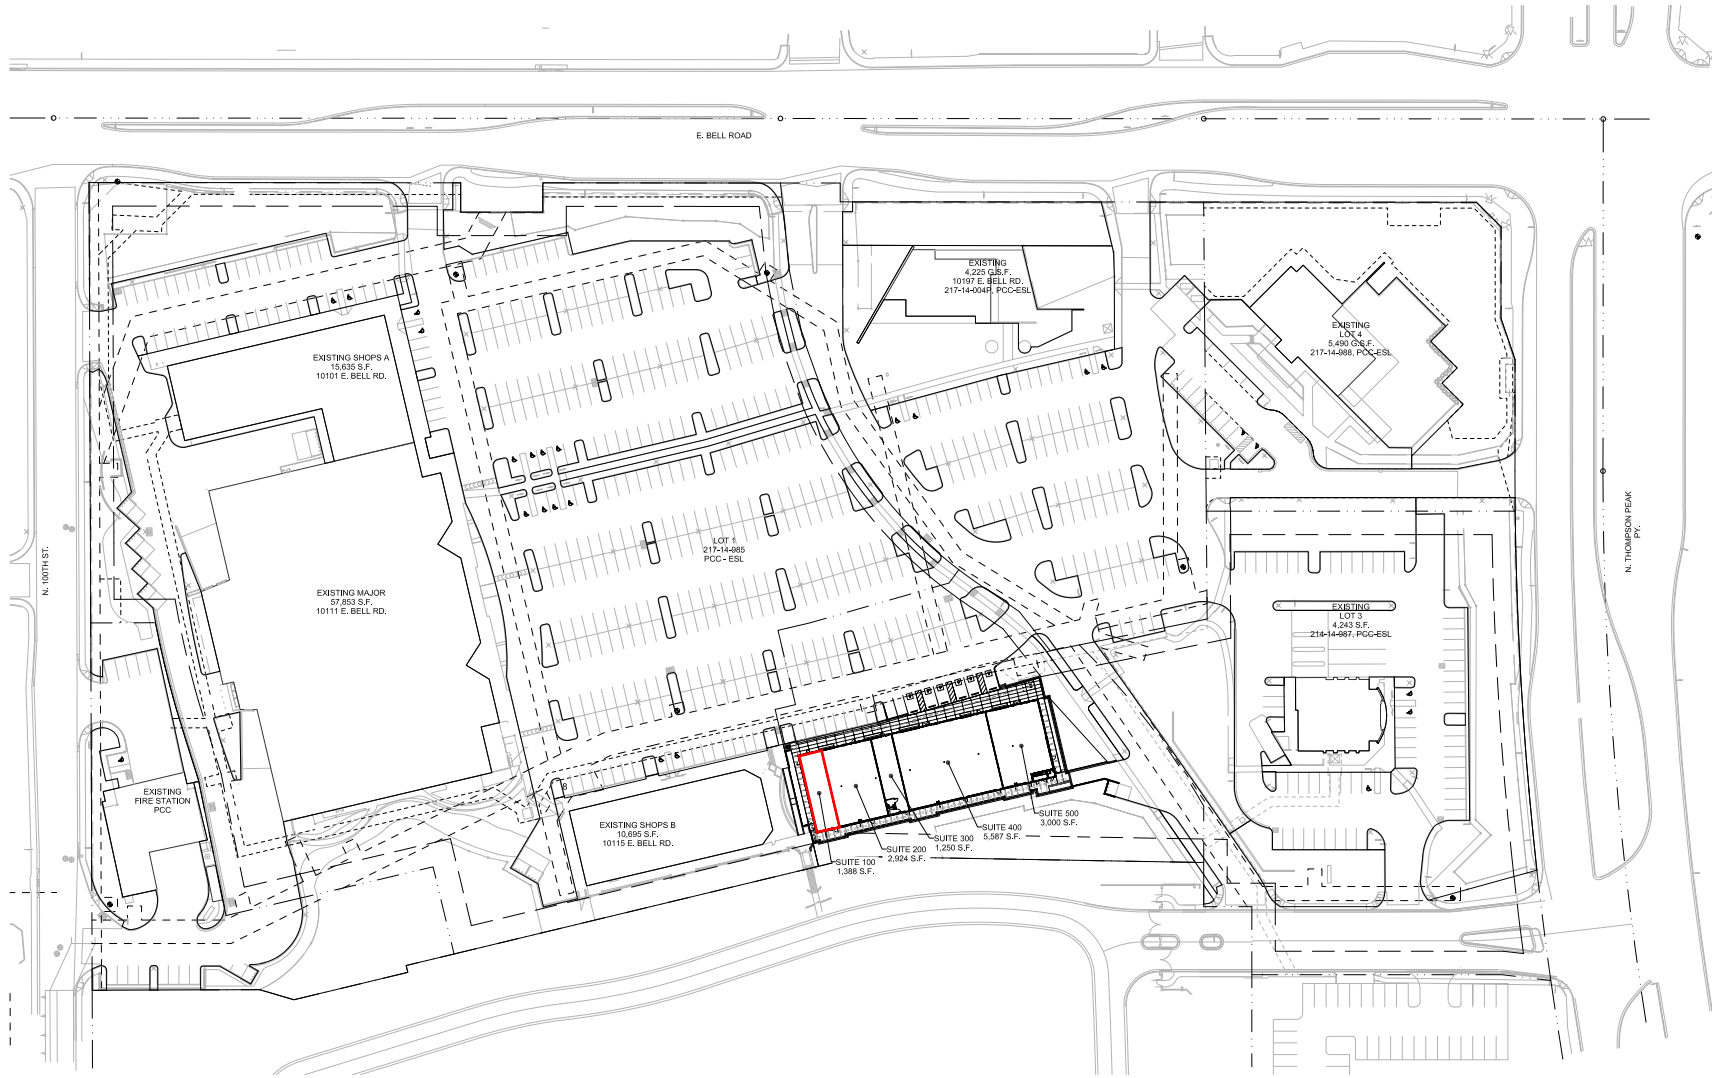 E. BELL ROAD
EXISTING
4,225 G.S.F.
10197 E. BELL RD.
217-14-004P, PCC-ESL
EXISTING
LOT 4
5,490 G.S.F.
217-14-988, PCC-ESL
EXISTING SHOPS A
15,635 S.F.
10101 E. BELL RD.
LOT 1
217-14-985
PCC - ESL
N. 100TH ST.
N. THOMPSON PEAK
PY.
EXISTING MAJOR
57,853 S.F.
10111 E. BELL RD.
EXISTING
LOT 3
4,243 S.F.
214-14-987, PCC-ESL
EXISTING
FIRE STATION
PCC
8
EXISTING SHOPS B
10,695 S.F.
10115 E. BELL RD.
SUITE 100
1,388 S.F.
SUITE 200
2,924 S.F.
SUITE 300
1,250 S.F.
SUITE 400
5,587 S.F.
SUITE 500
3,000 S.F.